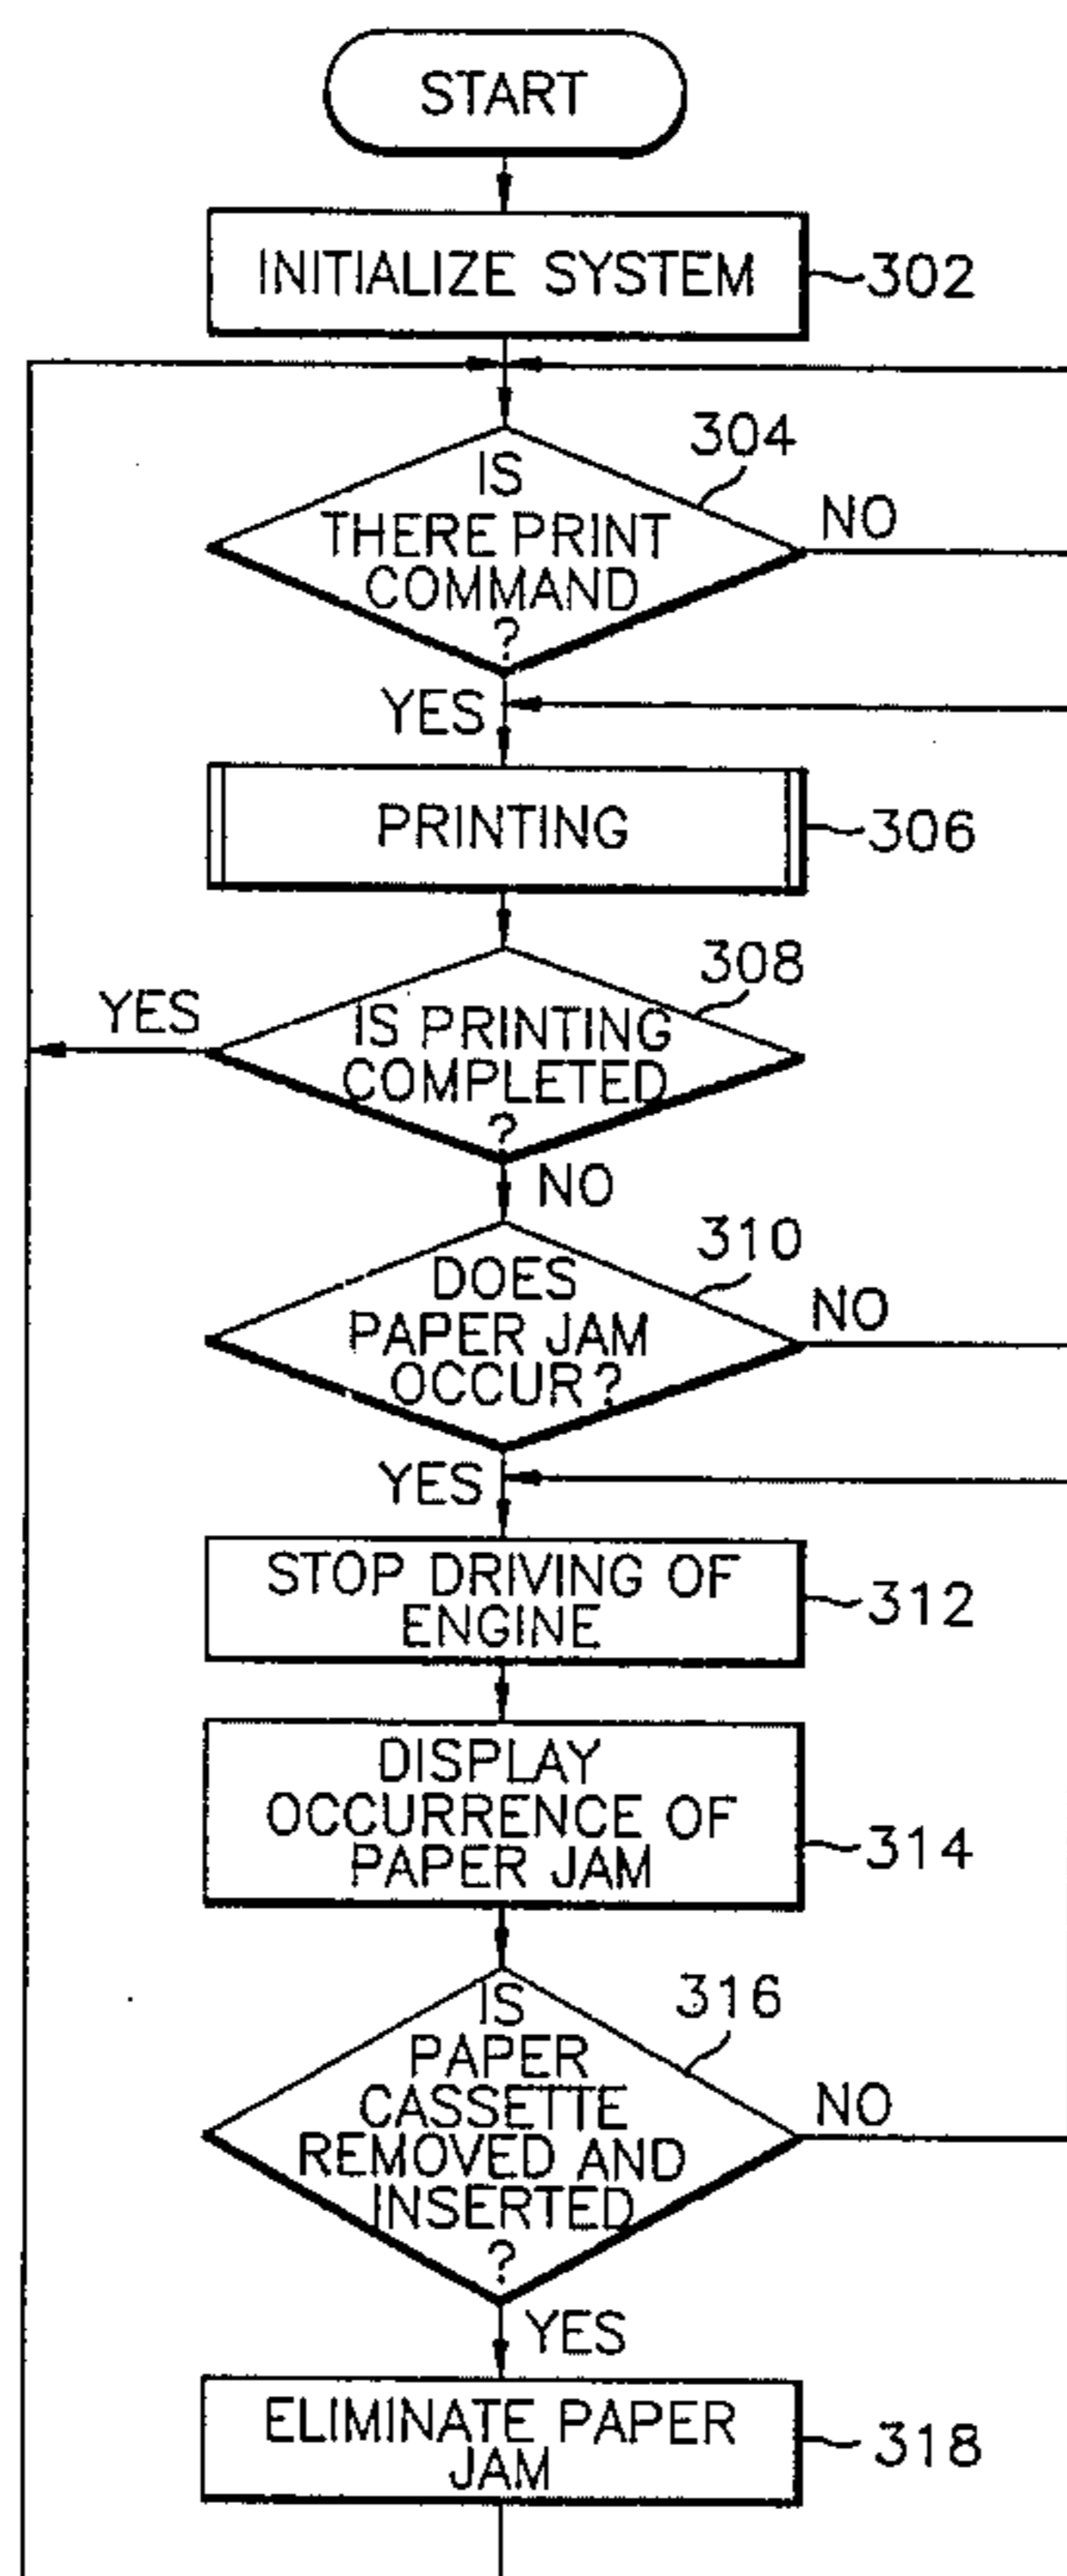 START
INITIALIZE SYSTEM
302
304
IS
THERE PRINT
COMMAND
?
NO
YES
PRINTING
306
308
YES
IS PRINTING
COMPLETED
?
NO
310
DOES
PAPER JAM
OCCUR?
NO
YES
STOP DRIVING OF
ENGINE
312
DISPLAY
OCCURRENCE OF
PAPER JAM
314
316
IS
PAPER
CASSETTE
REMOVED AND
INSERTED
?
NO
YES
ELIMINATE PAPER
JAM
318